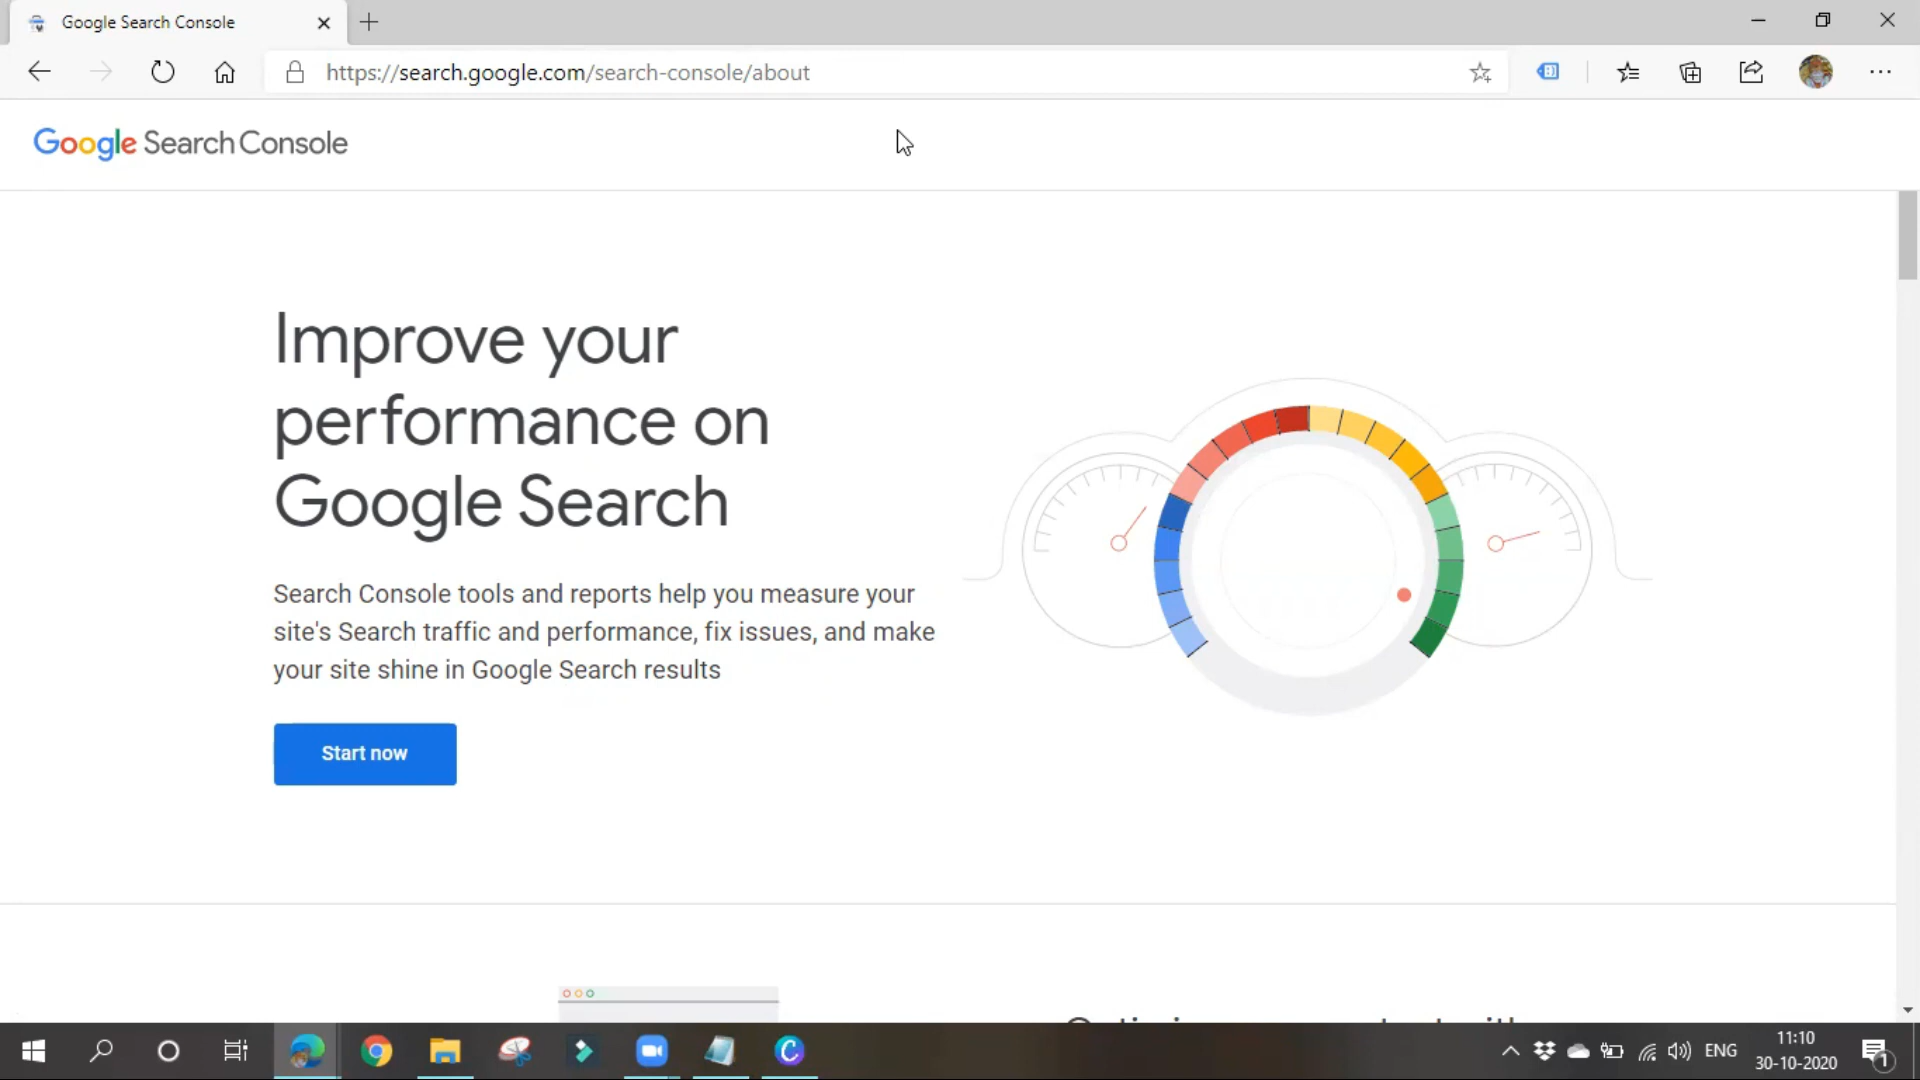 Google Search Console
https://search.google.com/search-console/about
Google Search Console
Improve your
performance on
Google Search
Search Console tools and reports help you measure your
site's Search traffic and performance, fix issues, and make
your site shine in Google Search results
Start now
ENG
11:10
30-10-2020
1